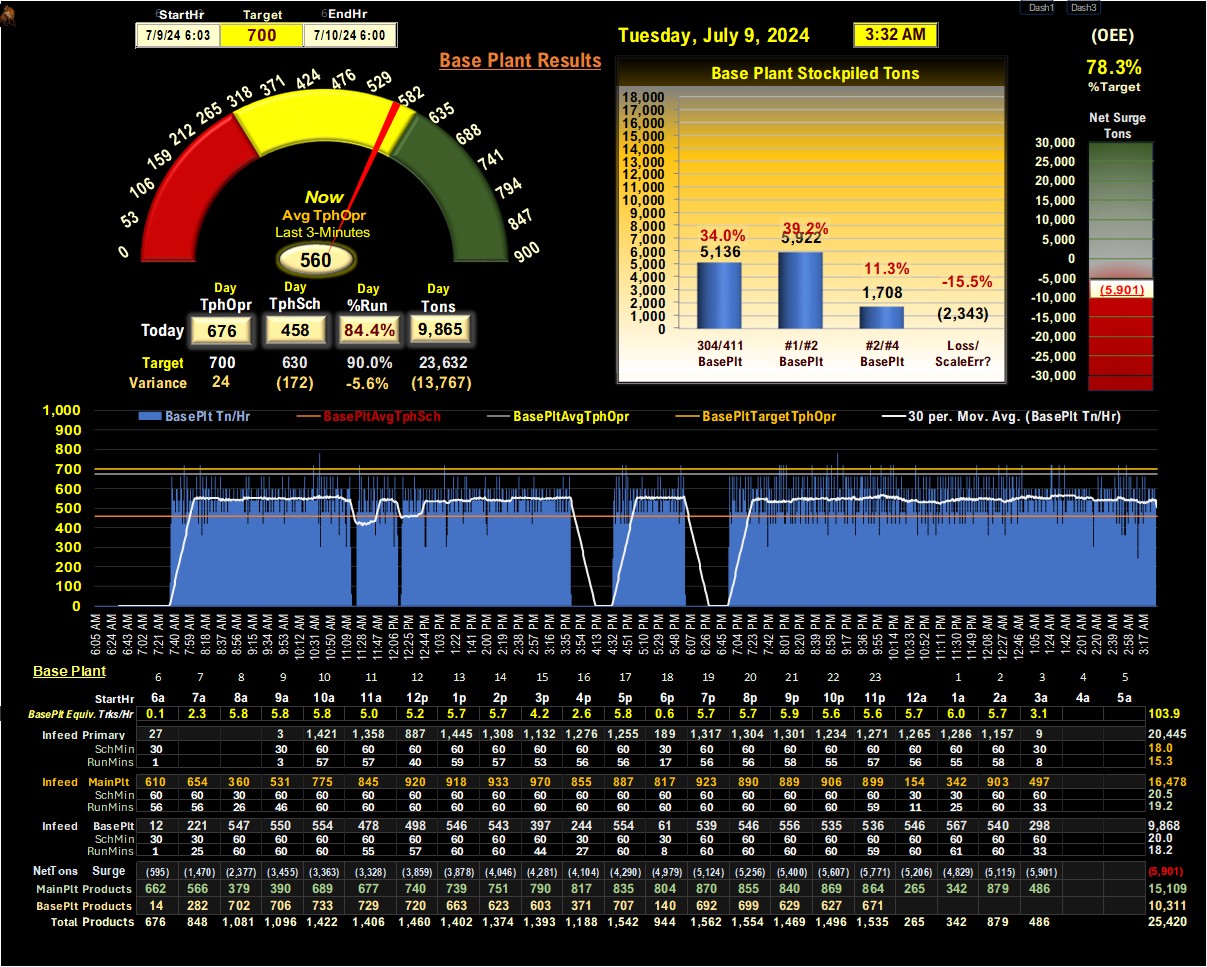 Dash1 Dash3
StartHr Target EndHr
7/9/24 6:03 700 7/10/24 6:00
Tuesday, July 9, 2024 3:32 AM
(OEE)
78.3%
%Target
Base Plant Results
0 53 106 159 212 265 318 371 424 476 529 582 635 688 741 794 847 900
Now
Avg TphOpr
Last 3-Minutes
560
Day Day Day Day
TphOpr TphSch %Run Tons
Today 676 458 84.4% 9,865
Target 700 630 90.0% 23,632
Variance 24 (172) -5.6% (13,767)
Base Plant Stockpiled Tons
18,000
17,000
16,000
15,000
14,000
13,000
12,000
11,000
10,000
9,000
8,000
7,000
6,000
5,000
4,000
3,000
2,000
1,000
0
34.0% 39.2% 11.3% -15.5%
5,136 5,922 1,708 (2,343)
304/411 #1/#2 #2/#4 Loss/
BasePlt BasePlt BasePlt ScaleErr?
Net Surge
Tons
30,000
25,000
20,000
15,000
10,000
5,000
0
-5,000
(5,901)
-10,000
-15,000
-20,000
-25,000
-30,000
BasePlt Tn/Hr BasePltAvgTphSch BasePltAvgTphOpr BasePltTargetTphOpr 30 per. Mov. Avg. (BasePlt Tn/Hr)
1,000
900
800
700
600
500
400
300
200
100
0
6:05 AM 6:24 AM 6:43 AM 7:02 AM 7:21 AM 7:40 AM 7:59 AM 8:18 AM 8:37 AM 8:56 AM 9:15 AM 9:34 AM 9:53 AM 10:12 AM 10:31 AM 10:50 AM 11:09 AM 11:28 AM 11:47 AM 12:06 PM 12:25 PM 12:44 PM 1:03 PM 1:22 PM 1:41 PM 2:00 PM 2:19 PM 2:38 PM 2:57 PM 3:16 PM 3:35 PM 3:54 PM 4:13 PM 4:32 PM 4:51 PM 5:10 PM 5:29 PM 5:48 PM 6:07 PM 6:26 PM 6:45 PM 7:04 PM 7:23 PM 7:42 PM 8:01 PM 8:20 PM 8:39 PM 8:58 PM 9:17 PM 9:36 PM 9:55 PM 10:14 PM 10:33 PM 10:52 PM 11:11 PM 11:30 PM 11:49 PM 12:08 AM 12:27 AM 12:46 AM 1:05 AM 1:24 AM 1:42 AM 2:01 AM 2:20 AM 2:39 AM 2:58 AM 3:17 AM
Base Plant 6 7 8 9 10 11 12 13 14 15 16 17 18 19 20 21 22 23 1 2 3 4 5
StartHr 6a 7a 8a 9a 10a 11a 12p 1p 2p 3p 4p 5p 6p 7p 8p 9p 10p 11p 12a 1a 2a 3a 4a 5a
BasePlt Equiv. Trks/Hr 0.1 2.3 5.8 5.8 5.8 5.0 5.2 5.7 5.7 4.2 2.6 5.8 0.6 5.7 5.7 5.9 5.6 5.6 5.7 6.0 5.7 3.1 103.9
Infeed Primary 27 3 1,421 1,358 887 1,445 1,308 1,132 1,276 1,255 189 1,317 1,304 1,301 1,234 1,271 1,265 1,286 1,157 9 20,445
SchMin 30 30 60 60 60 60 60 60 60 60 30 60 60 60 60 60 60 60 60 30 18.0
RunMins 1 3 60 57 40 59 57 53 56 56 17 56 56 58 55 57 56 55 58 8 15.3
Infeed MainPlt 610 654 360 531 775 845 920 918 933 970 855 887 817 923 890 889 906 899 154 342 903 497 16,478
SchMin 60 60 30 60 60 60 60 60 60 60 60 60 60 60 60 60 60 60 30 30 60 60 20.5
RunMins 56 56 26 46 60 60 60 60 60 60 60 60 60 60 60 60 60 59 11 25 60 33 19.2
Infeed BasePlt 12 221 547 550 554 478 498 546 543 397 244 554 61 539 546 556 535 536 546 567 540 298 9,868
SchMin 30 30 60 60 60 60 60 60 60 60 30 60 30 60 60 60 60 60 60 60 60 60 20.0
RunMins 1 25 60 60 60 55 57 60 60 44 27 60 8 60 60 60 60 59 60 61 60 33 18.2
NetTons Surge (595) (1,470) (2,377) (3,455) (3,363) (3,328) (3,859) (3,878) (4,046) (4,281) (4,104) (4,290) (4,979) (5,124) (5,256) (5,400) (5,607) (5,771) (5,206) (4,829) (5,115) (5,901) (5,901)
MainPlt Products 662 566 379 390 689 677 740 739 751 790 817 835 804 870 855 840 869 864 265 342 879 486 15,109
BasePlt Products 14 282 702 706 733 729 720 663 623 603 371 707 140 692 699 629 627 671 10,311
Total Products 676 848 1,081 1,096 1,422 1,406 1,460 1,402 1,374 1,393 1,188 1,542 944 1,562 1,554 1,469 1,496 1,535 265 342 879 486 25,420